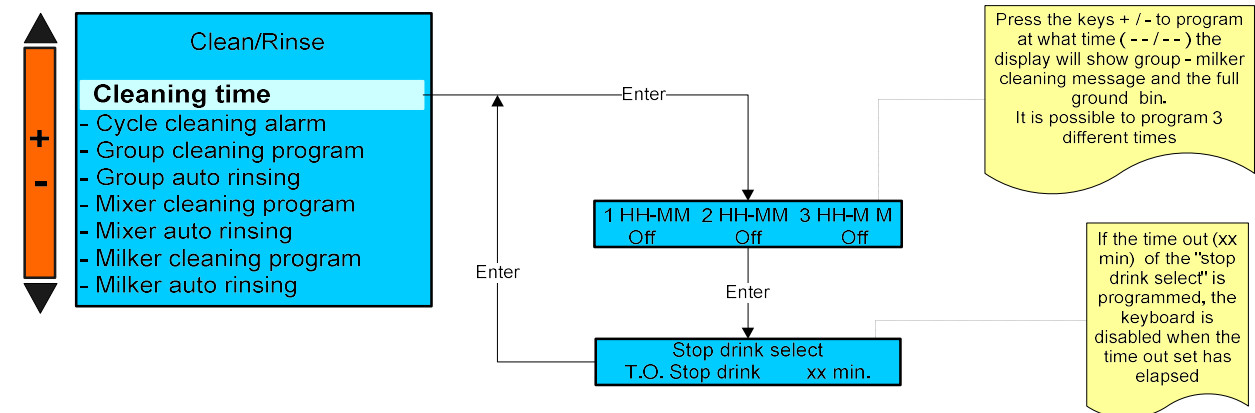 +
-
Clean/Rinse
Cleaning time
- Cycle cleaning alarm
- Group cleaning program
- Group auto rinsing
- Mixer cleaning program
- Mixer auto rinsing
- Milker cleaning program
- Milker auto rinsing
Enter
Press the keys + / - to program
at what time ( - - / - - ) the
display will show group - milker
cleaning message and the full
ground bin.
It is possible to program 3
different times
1 HH-MM 2 HH-MM 3 HH-M M
Off Off Off
Enter
Enter
Stop drink select
T.O. Stop drink xx min.
If the time out (xx
min) of the "stop
drink select" is
programmed, the
keyboard is
disabled when the
time out set has
elapsed